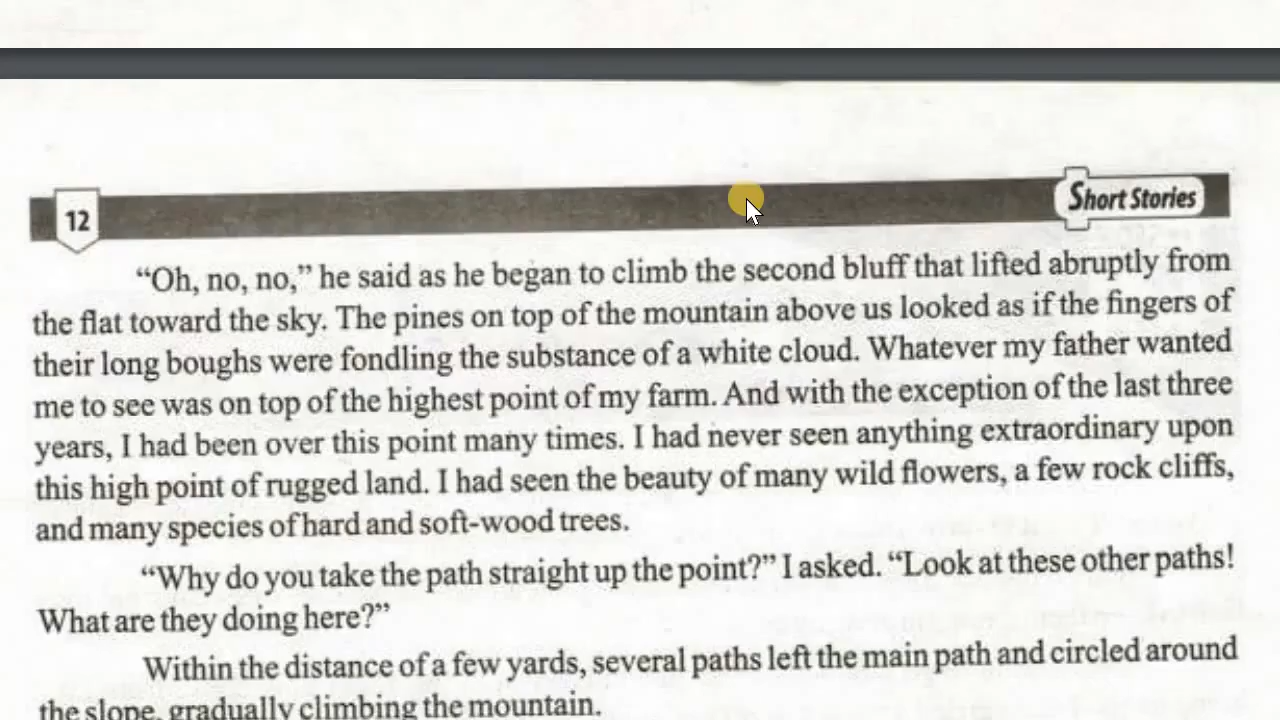 12
Short Stories
“Oh, no, no,” he said as he began to climb the second bluff that lifted abruptly from
the flat toward the sky. The pines on top of the mountain above us looked as if the fingers of
their long boughs were fondling the substance of a white cloud. Whatever my father wanted
me to see was on top of the highest point of my farm. And with the exception of the last three
years, I had been over this point many times. I had never seen anything extraordinary upon
this high point of rugged land. I had seen the beauty of many wild flowers, a few rock cliffs,
and many species of hard and soft-wood trees.
“Why do you take the path straight up the point?” I asked. “Look at these other paths!
What are they doing here?”
Within the distance of a few yards, several paths left the main path and circled around
the slope, gradually climbing the mountain.